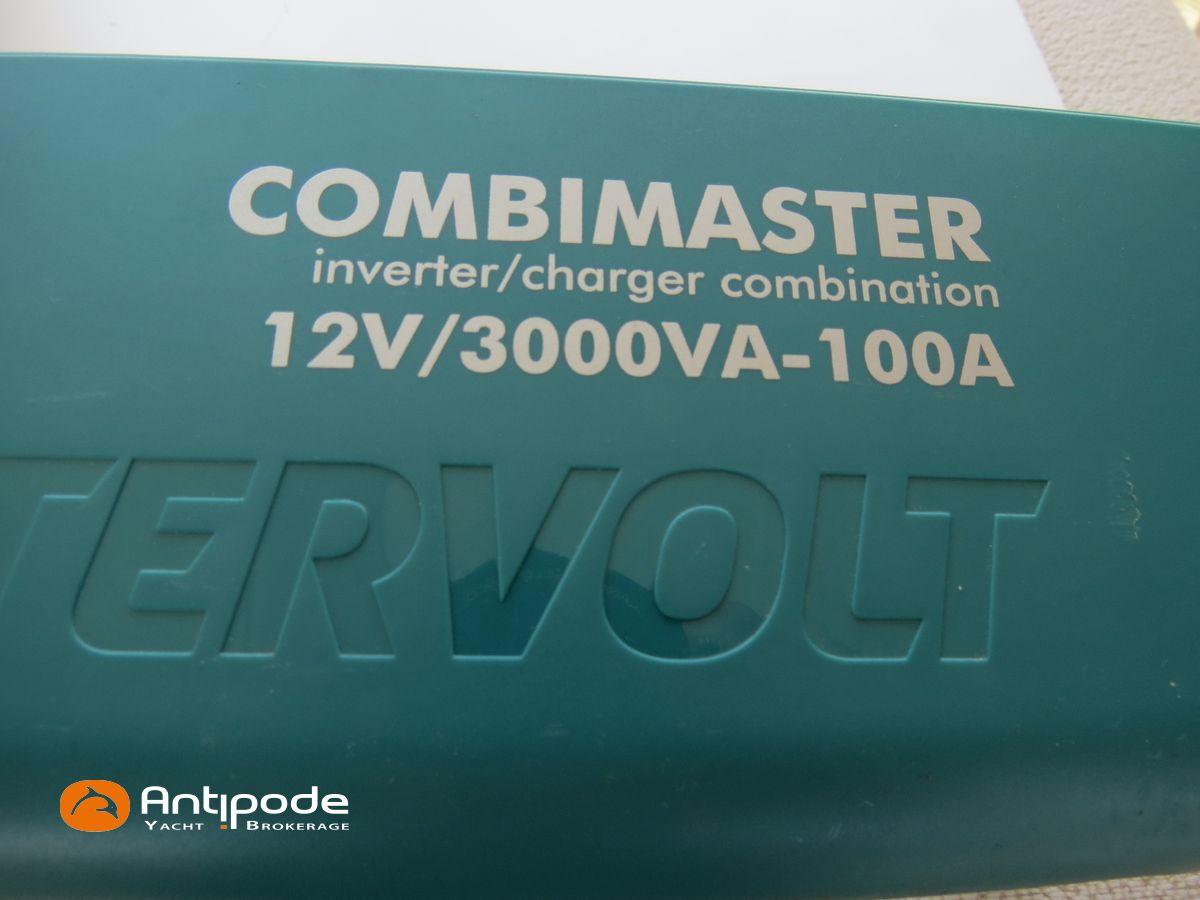 COMBIMASTER
inverter/charger combination
12V/3000VA-100A
TERVOLT
Antipode
YACHT BROKERAGE